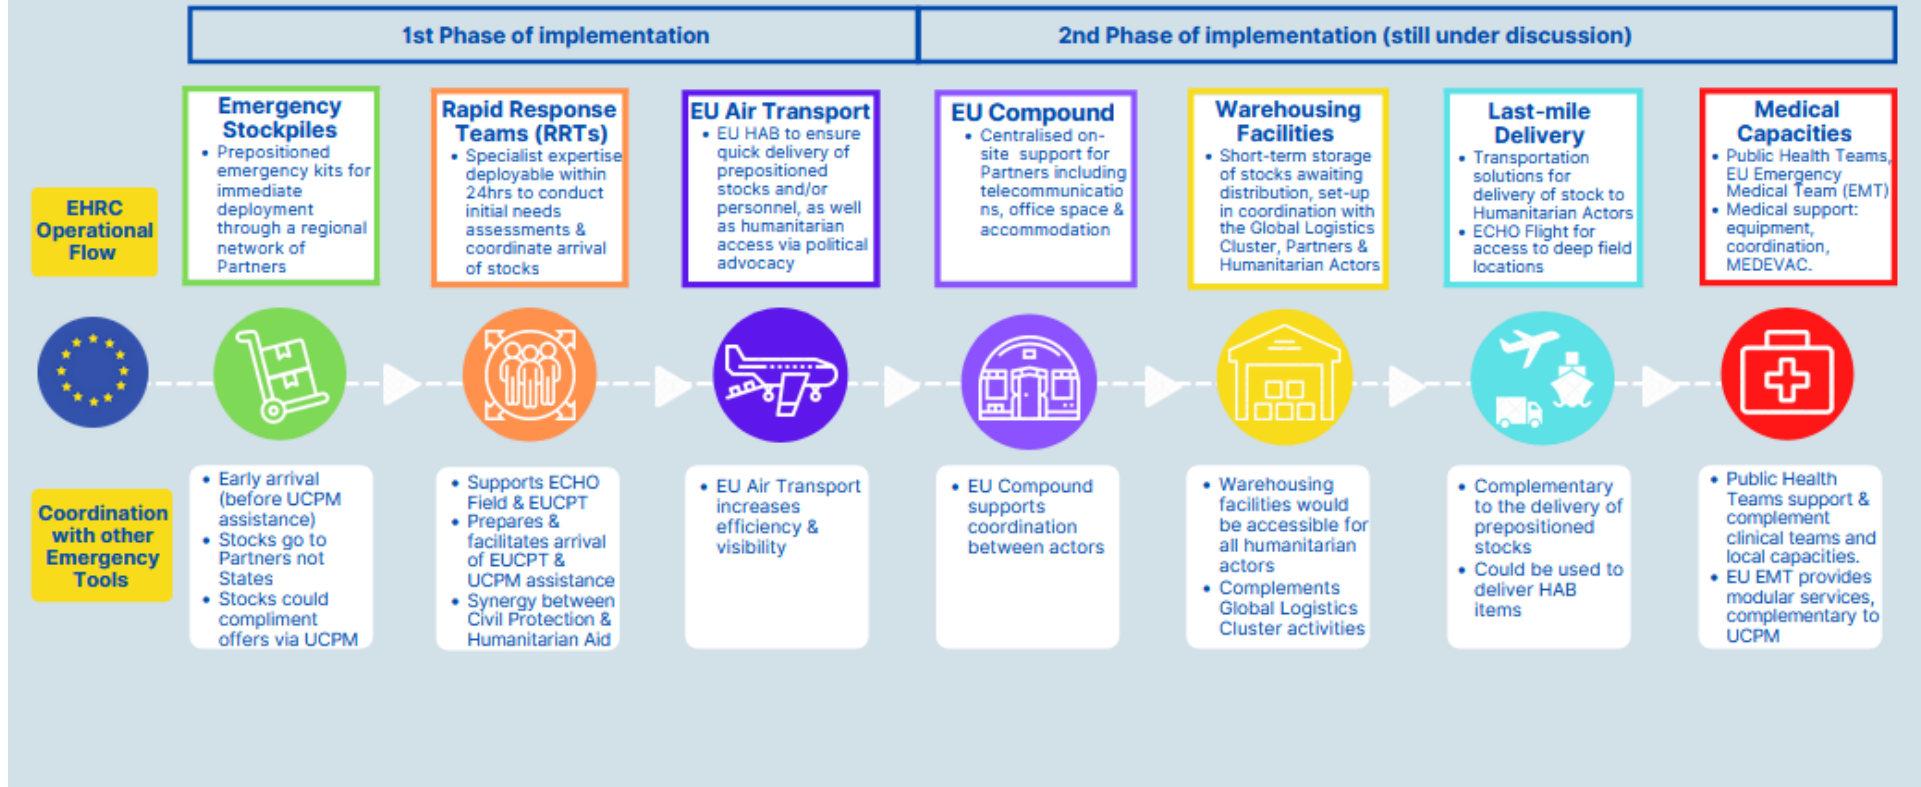 1st Phase of implementation
2nd Phase of implementation (still under discussion)
EHRC
Operational
Flow
Emergency
Stockpiles
• Prepositioned
emergency kits for
immediate
deployment
through a regional
network of
Partners
Rapid Response
Teams (RRTs)
• Specialist expertise
deployable within
24hrs to conduct
initial needs
assessments &
coordinate arrival
of stocks
EU Air Transport
• EU HAB to ensure
quick delivery of
prepositioned
stocks and/or
personnel, as well
as humanitarian
access via political
advocacy
EU Compound
• Centralised on-
site support for
Partners including
telecommunicatio
ns, office space &
accommodation
Warehousing
Facilities
• Short-term storage
of stocks awaiting
distribution, set-up
in coordination with
the Global Logistics
Cluster, Partners &
Humanitarian Actors
Last-mile
Delivery
• Transportation
solutions for
delivery of stock to
Humanitarian Actors
• ECHO Flight for
access to deep field
locations
Medical
Capacities
• Public Health Teams,
EU Emergency
Medical Team (EMT)
• Medical support:
equipment,
coordination,
MEDEVAC.
Coordination
with other
Emergency
Tools
• Early arrival
(before UCPM
assistance)
• Stocks go to
Partners not
States
• Stocks could
compliment
offers via UCPM
• Supports ECHO
Field & EUCPT
• Prepares &
facilitates arrival
of EUCPT &
UCPM assistance
• Synergy between
Civil Protection &
Humanitarian Aid
• EU Air Transport
increases
efficiency &
visibility
• EU Compound
supports
coordination
between actors
• Warehousing
facilities would
be accessible for
all humanitarian
actors
• Complements
Global Logistics
Cluster activities
• Complementary
to the delivery of
prepositioned
stocks
• Could be used to
deliver HAB
items
• Public Health
Teams support &
complement
clinical teams and
local capacities.
• EU EMT provides
modular services,
complementary to
UCPM